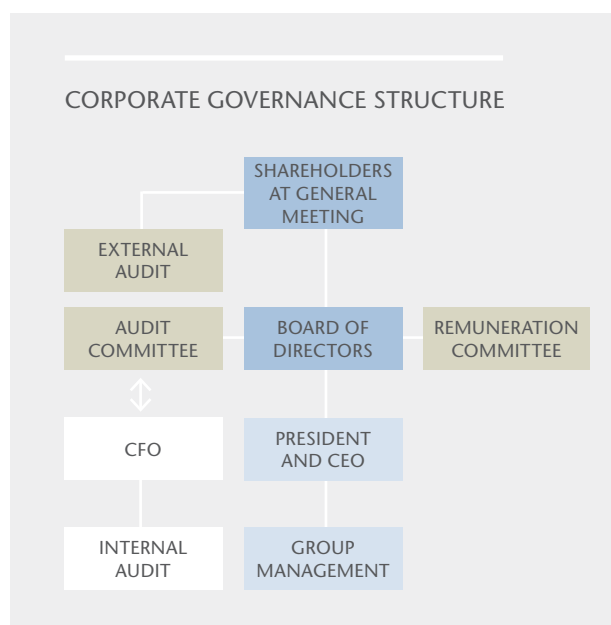 CORPORATE GOVERNANCE STRUCTURE
SHAREHOLDERS
AT GENERAL
MEETING
EXTERNAL
AUDIT
AUDIT
COMMITTEE
BOARD OF
DIRECTORS
REMUNERATION
COMMITTEE
CFO
PRESIDENT
AND CEO
INTERNAL
AUDIT
GROUP
MANAGEMENT